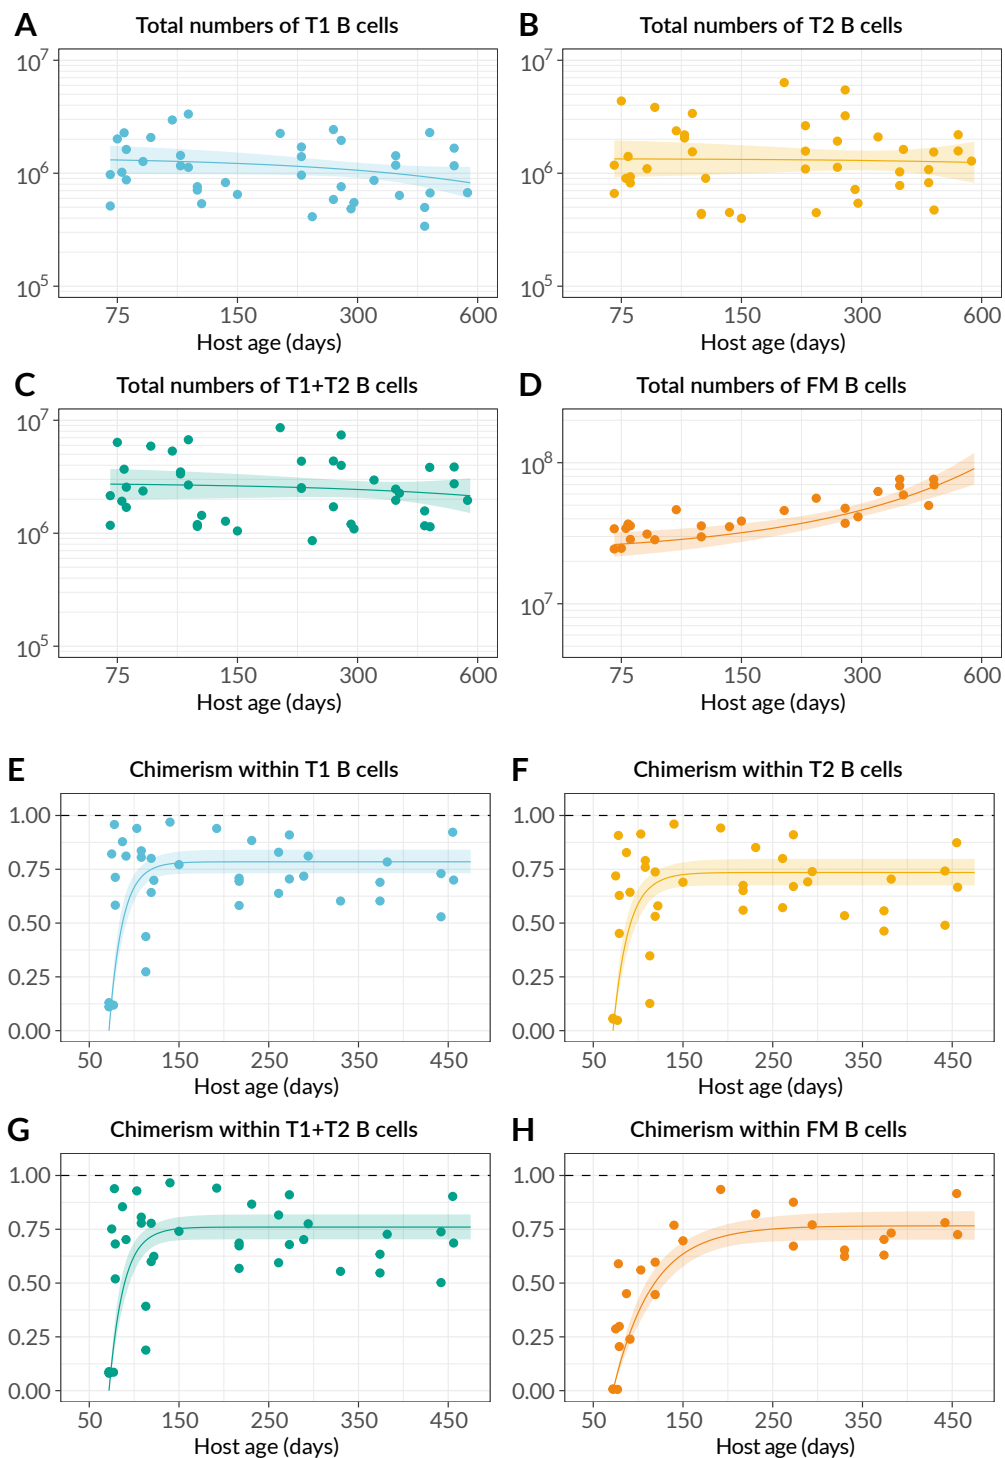 A Total numbers of T1 B cells
10^7
10^6
10^5
75 150 300 600
Host age (days)
B Total numbers of T2 B cells
10^7
10^6
10^5
75 150 300 600
Host age (days)
C Total numbers of T1+T2 B cells
10^7
10^6
10^5
75 150 300 600
Host age (days)
D Total numbers of FM B cells
10^8
10^7
75 150 300 600
Host age (days)
E Chimerism within T1 B cells
1.00
0.75
0.50
0.25
0.00
50 150 250 350 450
Host age (days)
F Chimerism within T2 B cells
1.00
0.75
0.50
0.25
0.00
50 150 250 350 450
Host age (days)
G Chimerism within T1+T2 B cells
1.00
0.75
0.50
0.25
0.00
50 150 250 350 450
Host age (days)
H Chimerism within FM B cells
1.00
0.75
0.50
0.25
0.00
50 150 250 350 450
Host age (days)